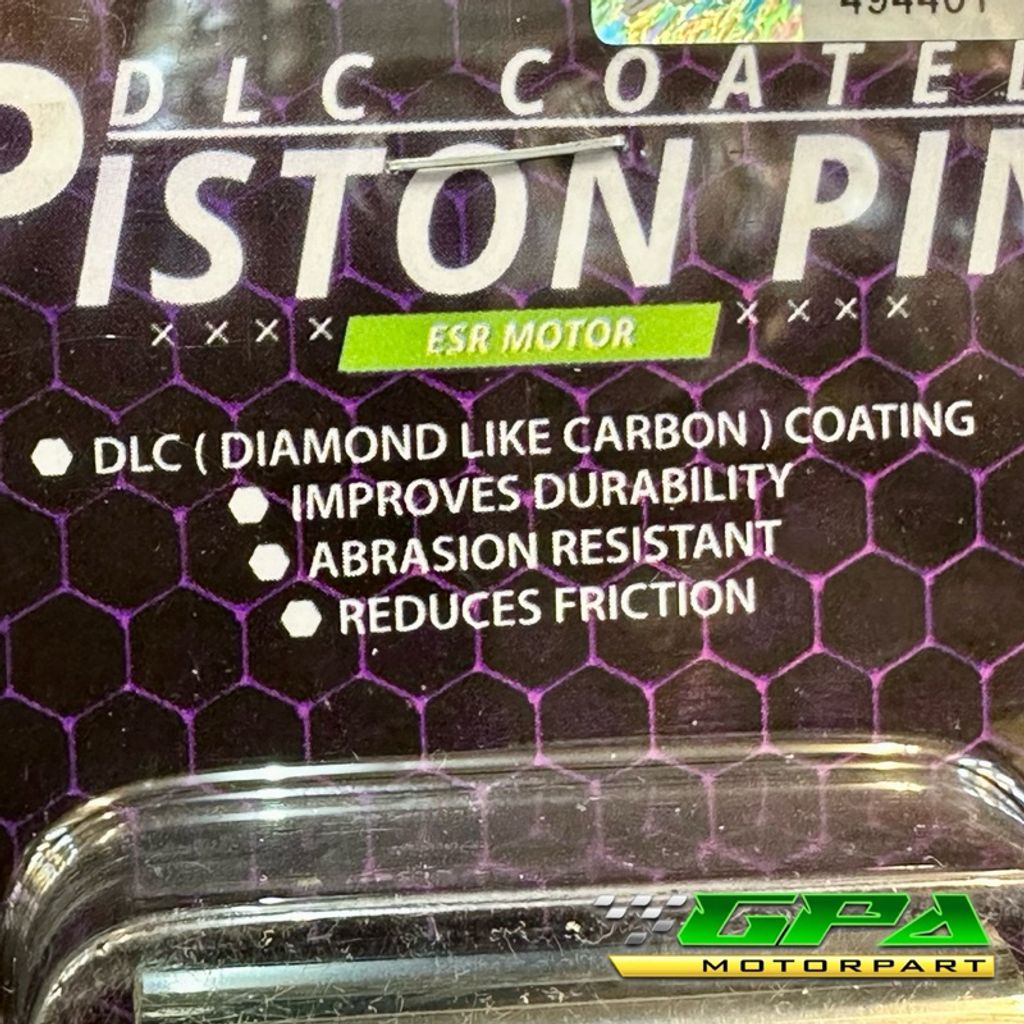 494401
DLC COATED
PISTON PIN
x x x x ESR MOTOR x x x x
DLC ( DIAMOND LIKE CARBON ) COATING
IMPROVES DURABILITY
ABRASION RESISTANT
REDUCES FRICTION
GPA
MOTORPART